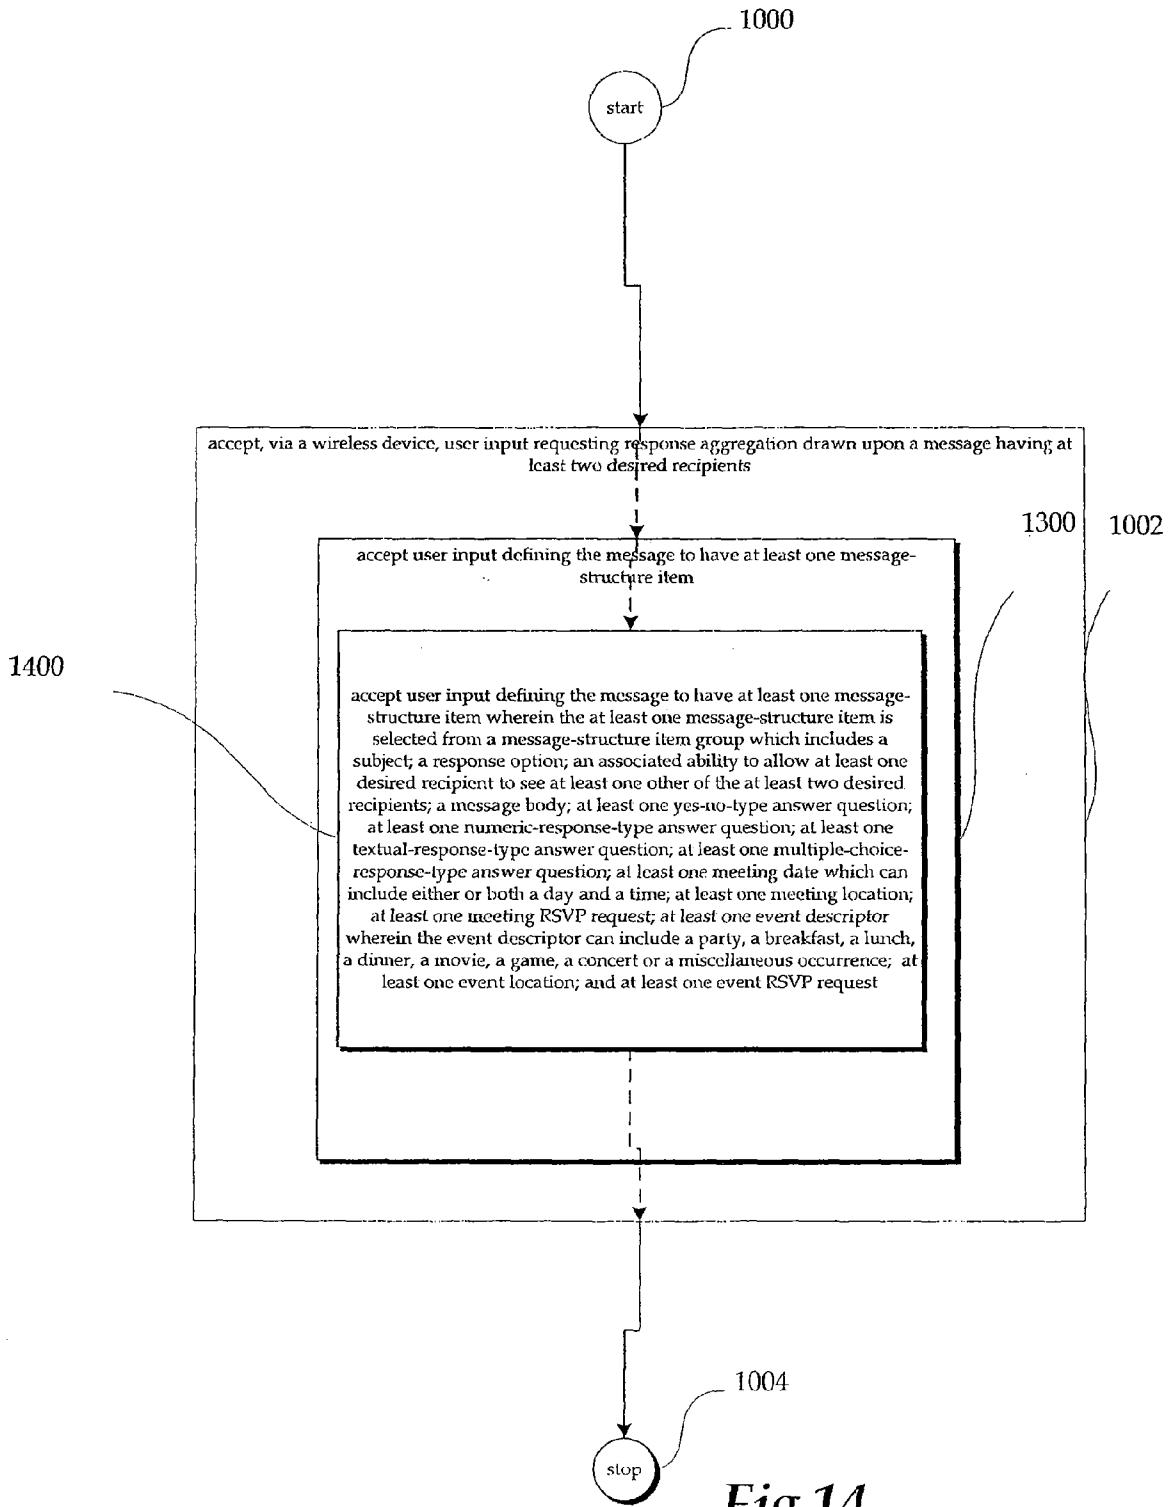 1000
start
accept, via a wireless device, user input requesting response aggregation drawn upon a message having at
least two desired recipients
1300
1002
accept user input defining the message to have at least one message-
structure item
1400
accept user input defining the message to have at least one message-
structure item wherein the at least one message-structure item is
selected from a message-structure item group which includes a
subject; a response option; an associated ability to allow at least one
desired recipient to see at least one other of the at least two desired
recipients; a message body; at least one yes-no-type answer question;
at least one numeric-response-type answer question; at least one
textual-response-type answer question; at least one multiple-choice-
response-type answer question; at least one meeting date which can
include either or both a day and a time; at least one meeting location;
at least one meeting RSVP request; at least one event descriptor
wherein the event descriptor can include a party, a breakfast, a lunch,
a dinner, a movie, a game, a concert or a miscellaneous occurrence; at
least one event location; and at least one event RSVP request
1004
stop
Fig 14